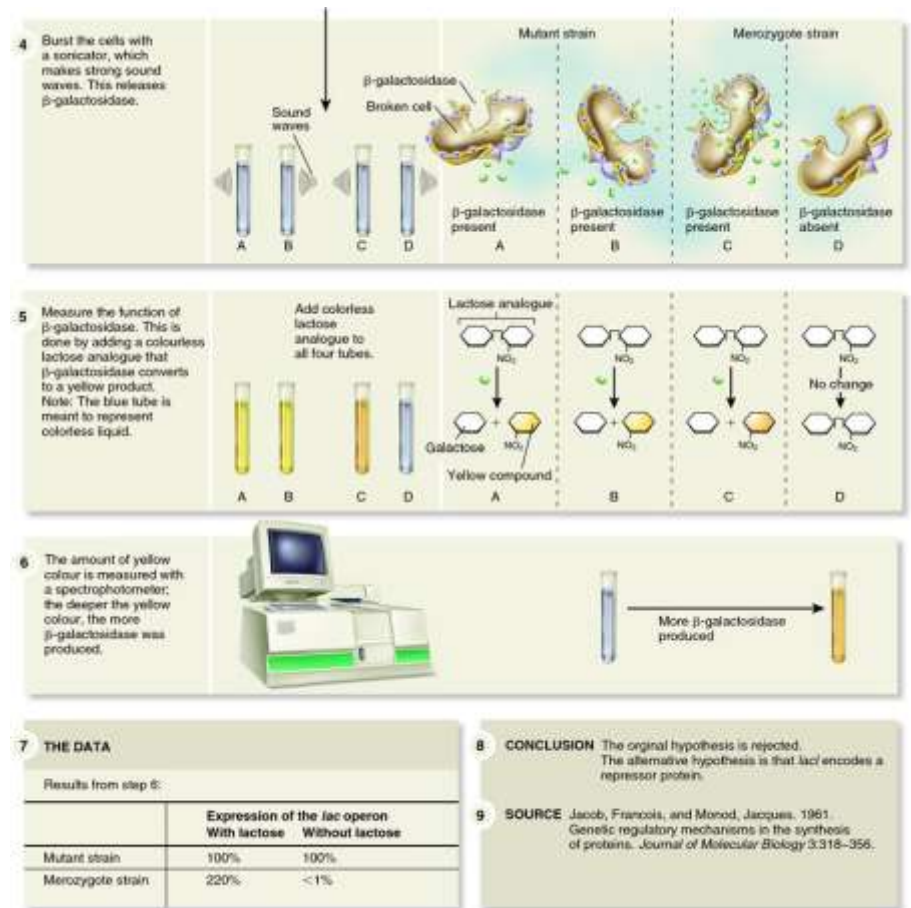 4 Burst the cells with
a sonicator, which
makes strong sound
waves. This releases
β-galactosidase.
Sound
waves
A B C D
Mutant strain
Merozygote strain
β-galactosidase
Broken cell
β-galactosidase
present
A
β-galactosidase
present
B
β-galactosidase
present
C
β-galactosidase
absent
D
5 Measure the function of
β-galactosidase. This is
done by adding a colourless
lactose analogue that
β-galactosidase converts
to a yellow product.
Note: The blue tube is
meant to represent
colorless liquid.
Add colorless
lactose
analogue to
all four tubes.
A B C D
Lactose analogue
NO₂ NO₂ NO₂ NO₂
No change
+ + +
Galactose
NO₂ NO₂ NO₂ NO₂
Yellow compound
A B C D
6 The amount of yellow
colour is measured with
a spectrophotometer;
the deeper the yellow
colour, the more
β-galactosidase was
produced.
More β-galactosidase
produced
7 THE DATA
Results from step 6:
Expression of the lac operon
With lactose Without lactose
Mutant strain 100% 100%
Merozygote strain 220% <1%
8 CONCLUSION The orginal hypothesis is rejected.
The alternative hypothesis is that lacI encodes a
repressor protein.
9 SOURCE Jacob, Francois, and Monod, Jacques. 1961.
Genetic regulatory mechanisms in the synthesis
of proteins. Journal of Molecular Biology 3:318–356.